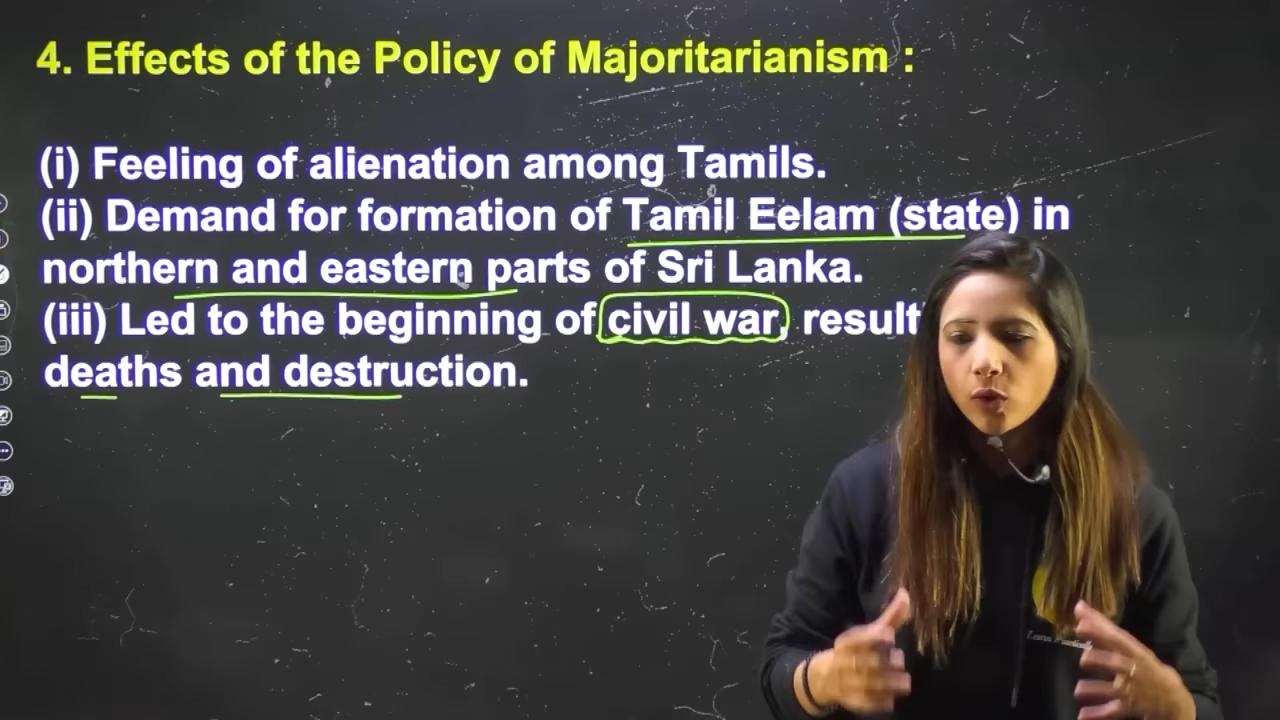 4. Effects of the Policy of Majoritarianism :
(i) Feeling of alienation among Tamils.
(ii) Demand for formation of Tamil Eelam (state) in
northern and eastern parts of Sri Lanka.
(iii) Led to the beginning of civil war, result
deaths and destruction.